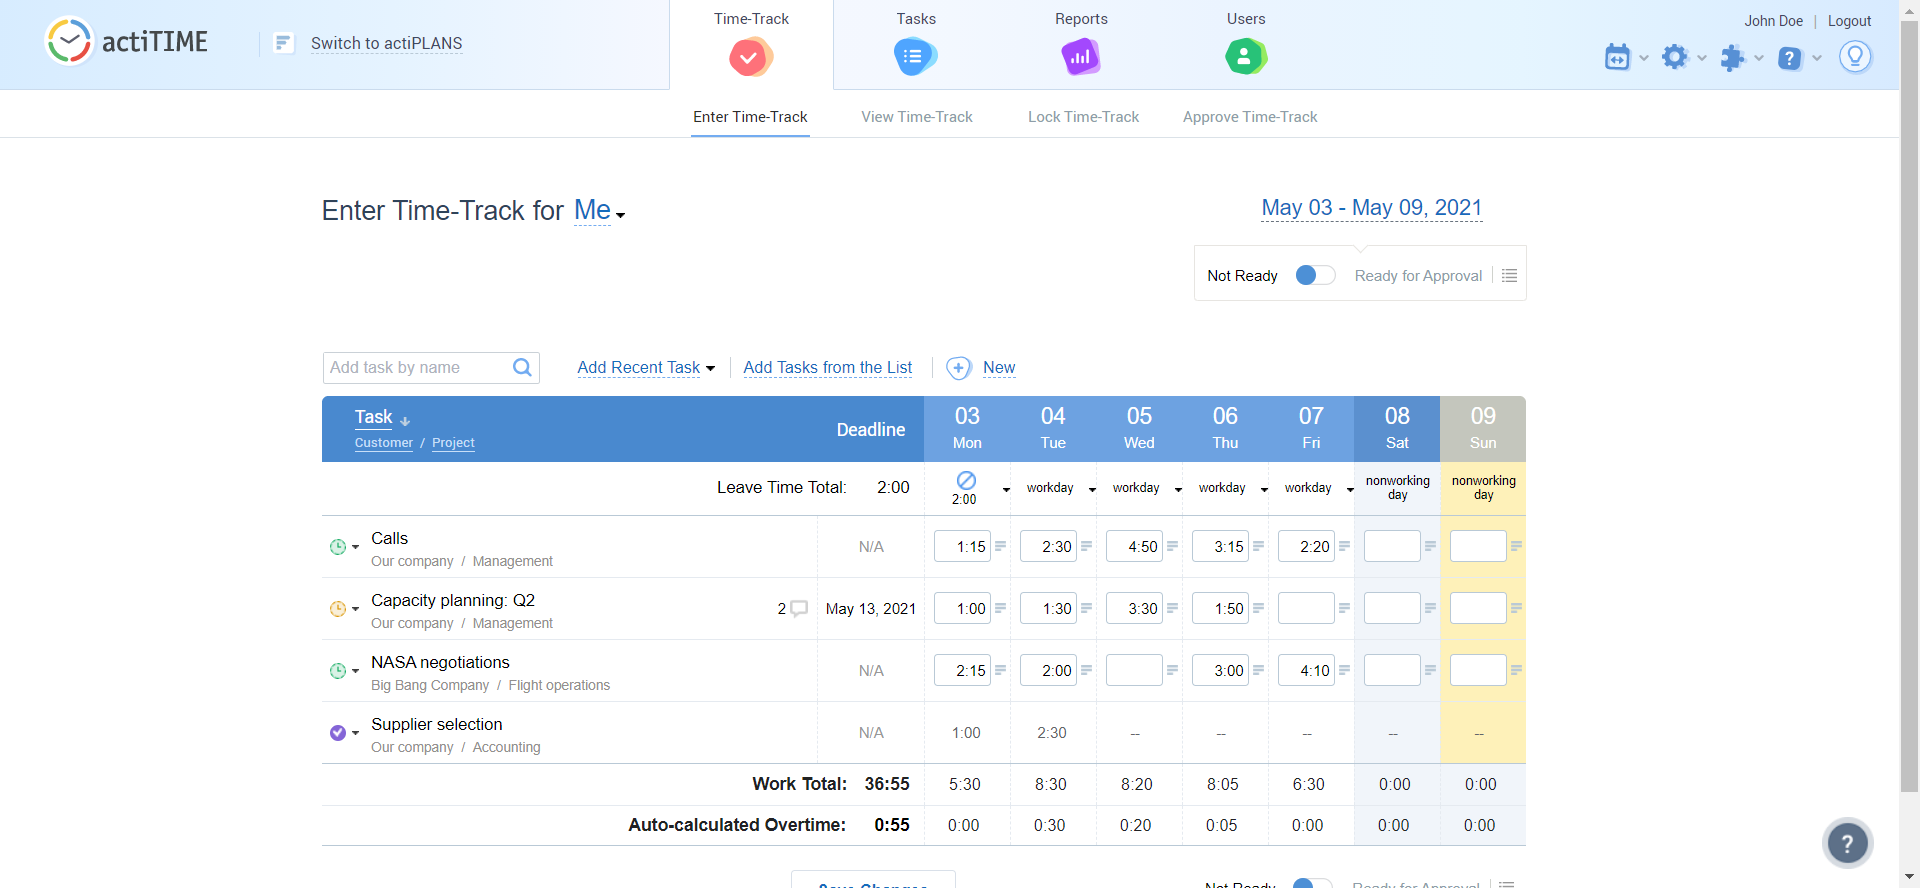 actiTIME
Switch to actiPLANS
Time-Track
Tasks
Reports
Users
John Doe | Logout
Enter Time-Track
View Time-Track
Lock Time-Track
Approve Time-Track
Enter Time-Track for Me
May 03 - May 09, 2021
Not Ready
Ready for Approval
Add task by name
Add Recent Task
Add Tasks from the List
New
Task
Customer / Project
Deadline
03 04 05 06 07 08 09
Mon Tue Wed Thu Fri Sat Sun
Leave Time Total: 2:00 2:00 workday workday workday workday nonworking day nonworking day
Calls N/A 1:15 2:30 4:50 3:15 2:20
Our company / Management
Capacity planning: Q2 2 May 13, 2021 1:00 1:30 3:30 1:50
Our company / Management
NASA negotiations N/A 2:15 2:00 3:00 4:10
Big Bang Company / Flight operations
Supplier selection N/A 1:00 2:30 -- -- -- -- --
Our company / Accounting
Work Total: 36:55 5:30 8:30 8:20 8:05 6:30 0:00 0:00
Auto-calculated Overtime: 0:55 0:00 0:30 0:20 0:05 0:00 0:00 0:00
Save Changes
Not Ready
Ready for Approval